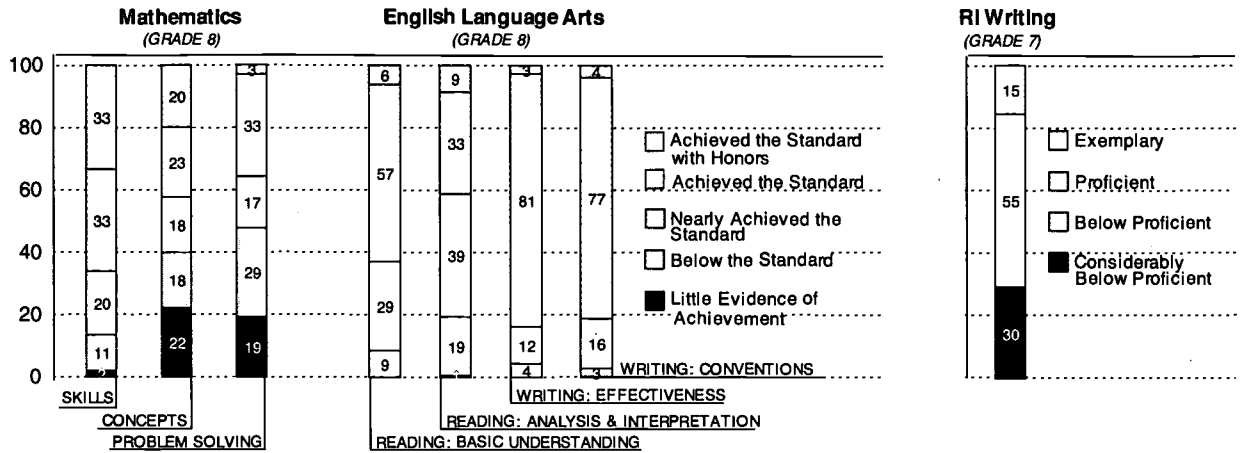 Mathematics
(GRADE 8)
English Language Arts
(GRADE 8)
RI Writing
(GRADE 7)
100
80
60
40
20
0
33
33
20
11
2
20
23
18
18
22
3
33
17
29
19
6
57
29
9
9
33
39
19
3
81
12
4
4
77
16
3
Achieved the Standard
with Honors
Achieved the Standard
Nearly Achieved the
Standard
Below the Standard
Little Evidence of
Achievement
15
55
30
Exemplary
Proficient
Below Proficient
Considerably
Below Proficient
SKILLS
CONCEPTS
PROBLEM SOLVING
WRITING: CONVENTIONS
WRITING: EFFECTIVENESS
READING: ANALYSIS & INTERPRETATION
READING: BASIC UNDERSTANDING